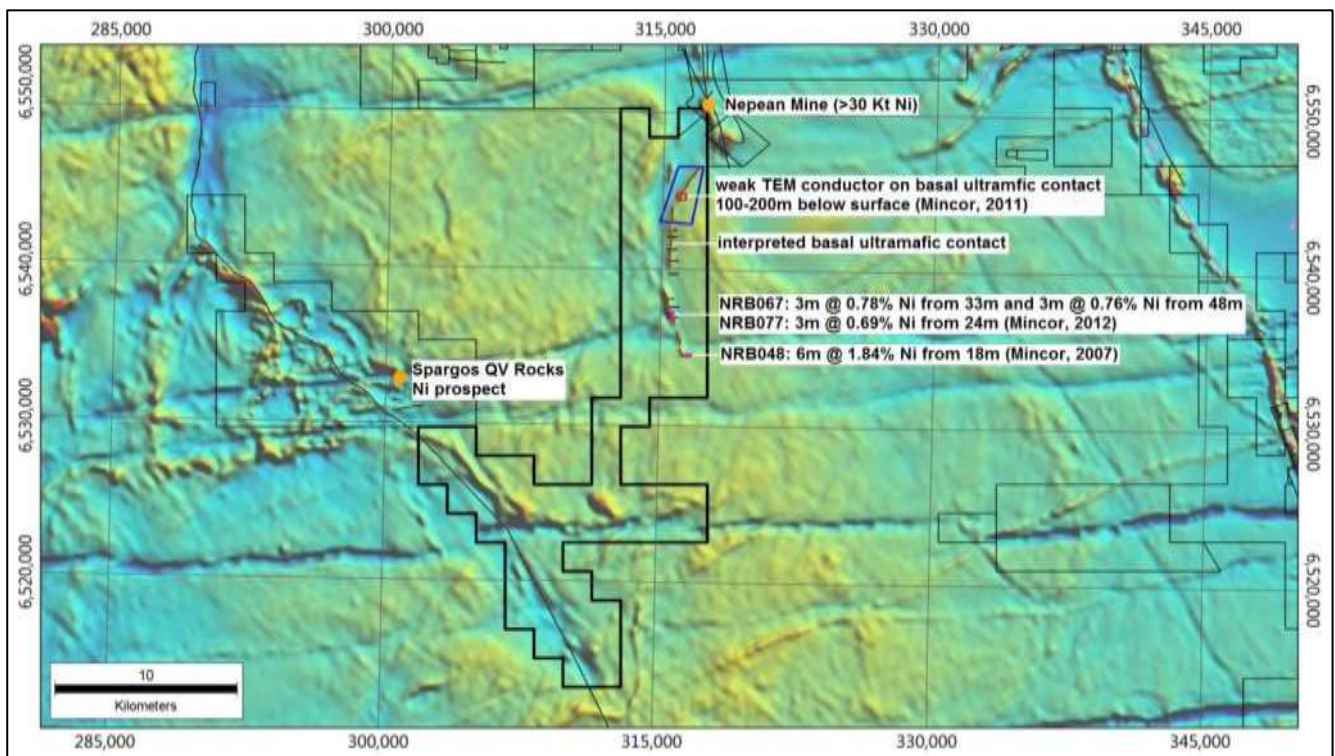 285,000 300,000 315,000 330,000 345,000
6,550,000
6,550,000
Nepean Mine (>30 Kt Ni)
weak TEM conductor on basal ultramfic contact
100-200m below surface (Mincor, 2011)
interpreted basal ultramafic contact
6,540,000
6,540,000
NRB067: 3m @ 0.78% Ni from 33m and 3m @ 0.76% Ni from 48m
NRB077: 3m @ 0.69% Ni from 24m (Mincor, 2012)
NRB048: 6m @ 1.84% Ni from 18m (Mincor, 2007)
Spargos QV Rocks
Ni prospect
6,530,000
6,530,000
6,520,000
6,520,000
10
Kilometers
285,000 300,000 315,000 330,000 345,000